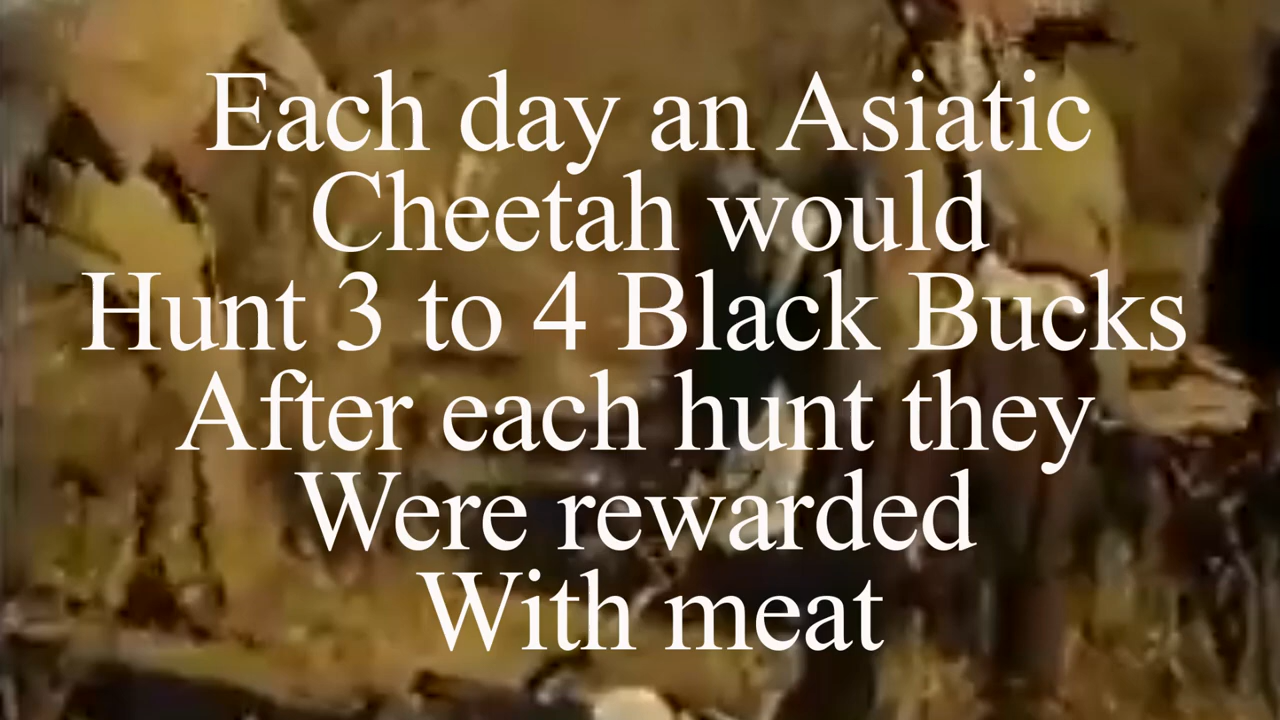 Each day an Asiatic
Cheetah would
Hunt 3 to 4 Black Bucks
After each hunt they
Were rewarded
With meat